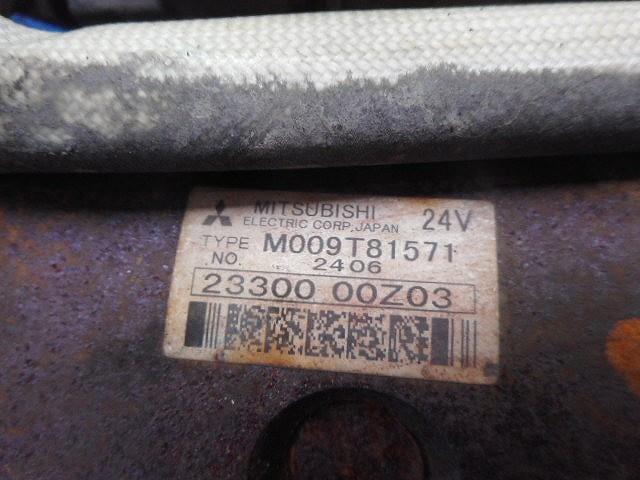 MITSUBISHI 24V
ELECTRIC CORP. JAPAN
TYPE M009T81571
NO. 2406
23300 00Z03